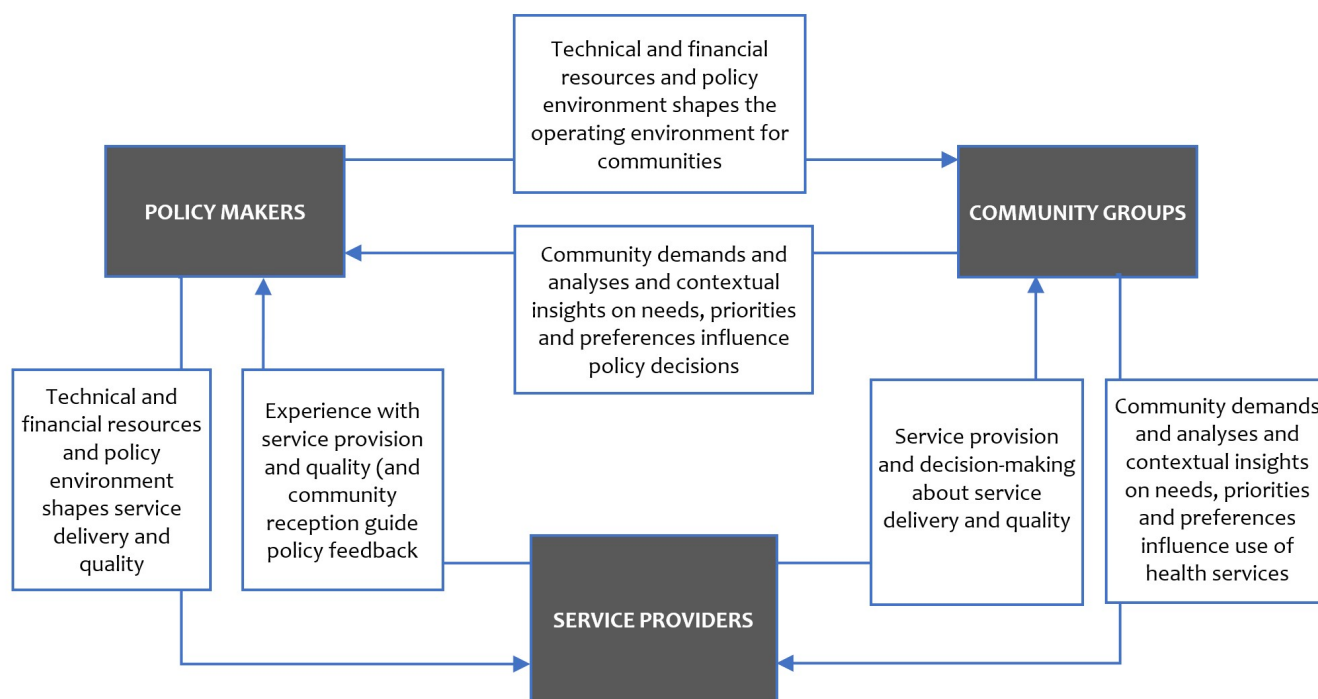 Technical and financial
resources and policy
environment shapes the
operating environment for
communities
POLICY MAKERS
COMMUNITY GROUPS
Community demands and
analyses and contextual
insights on needs, priorities
and preferences influence
policy decisions
Technical and
financial resources
and policy
environment
shapes service
delivery and
quality
Experience with
service provision
and quality (and
community
reception guide
policy feedback
Service provision
and decision-making
about service
delivery and quality
Community demands
and analyses and
contextual insights
on needs, priorities
and preferences
influence use of
health services
SERVICE PROVIDERS